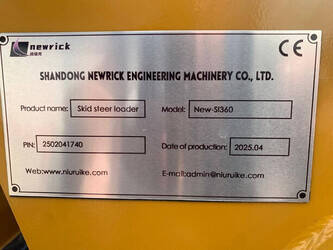 newrick
CE
SHANDONG NEWRICK ENGINEERING MACHINERY CO., LTD.
Product name: Skid steer loader Model: New-Sl360
PIN: 2502041740 Date of production: 2025.04
Web:www.niuruike.com E-mail:admin@niuruike.com